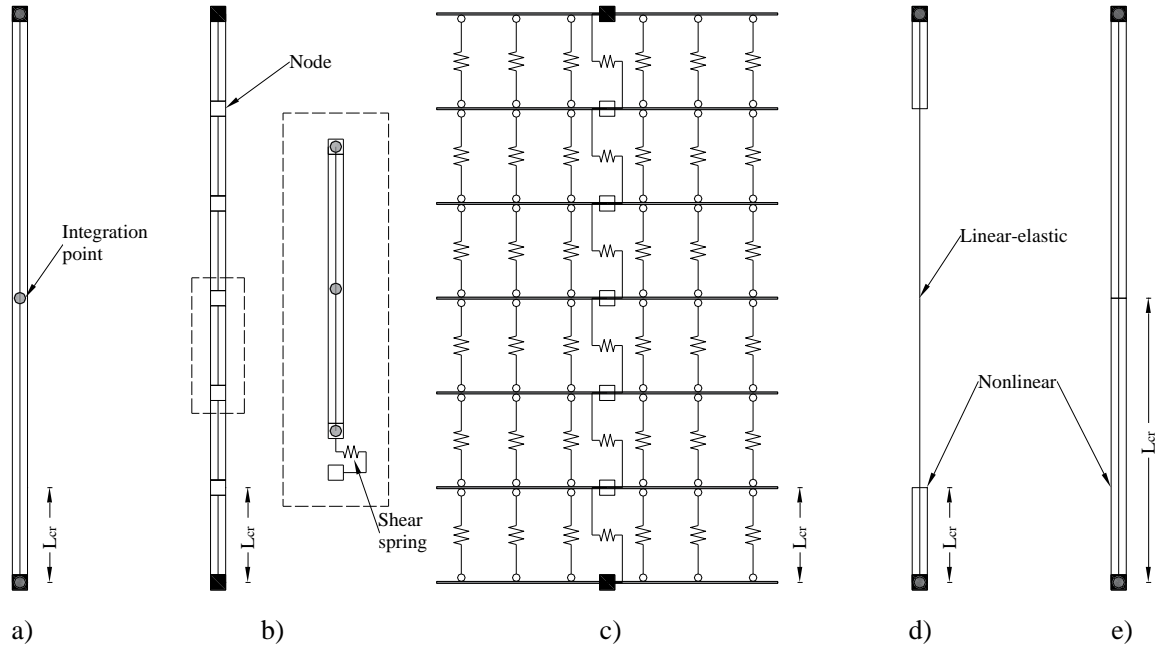 Node
Integration
point
Linear-elastic
Nonlinear
Shear
spring
Lcr
Lcr
Lcr
Lcr
Lcr
a)
b)
c)
d)
e)